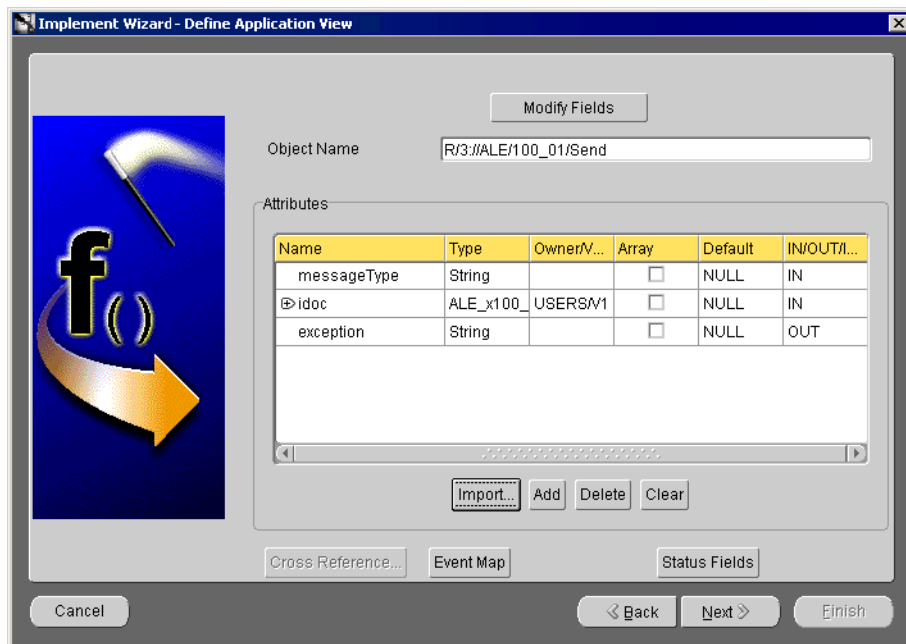 Implement Wizard - Define Application View
Modify Fields
Object Name R/3://ALE/100_01/Send
Attributes
Name Type Owner/V... Array Default IN/OUT/I...
messageType String NULL IN
idoc ALE_x100_ USERS/V1 NULL IN
exception String NULL OUT
f()
Import... Add Delete Clear
Cross Reference... Event Map Status Fields
Cancel Back Next Finish